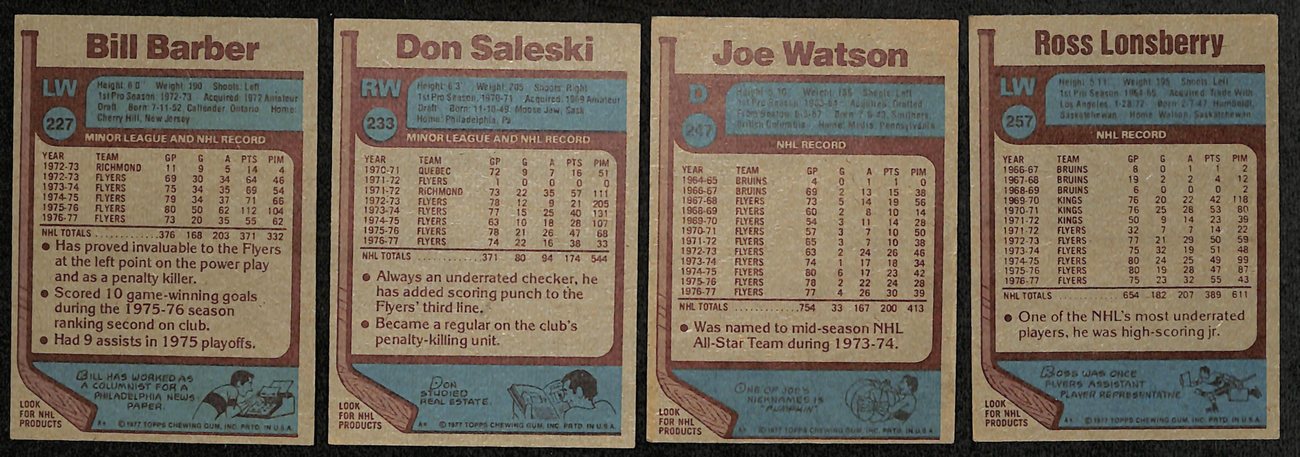 Bill Barber
LW
227
Height: 6'0" Weight: 190 Shoots: Left
1st Pro Season: 1972-73 Acquired: 1972 Amateur
Draft Born: 7-11-52 Callander, Ontario Home:
Cherry Hill, New Jersey
MINOR LEAGUE AND NHL RECORD
YEAR TEAM GP G A PTS PIM
1972-73 RICHMOND 11 9 5 14 4
1972-73 FLYERS 69 30 34 64 46
1973-74 FLYERS 75 34 35 69 54
1974-75 FLYERS 79 34 37 71 66
1975-76 FLYERS 80 50 62 112 104
1976-77 FLYERS 73 20 35 55 62
NHL TOTALS 376 168 203 371 332
• Has proved invaluable to the Flyers
at the left point on the power play
and as a penalty killer.
• Scored 10 game-winning goals
during the 1975-76 season
ranking second on club.
• Had 9 assists in 1975 playoffs.
BILL HAS WORKED AS
A COLUMNIST FOR A
PHILADELPHIA NEWS
PAPER.
LOOK
FOR NHL
PRODUCTS
A* © 1977 TOPPS CHEWING GUM, INC. PRTD. IN U.S.A.
Don Saleski
RW
233
Height: 6'3" Weight: 205 Shoots: Right
1st Pro Season: 1970-71 Acquired: 1969 Amateur
Draft Born: 11-10-49 Moose Jaw, Sask
Home: Philadelphia, Pa
MINOR LEAGUE AND NHL RECORD
YEAR TEAM GP G A PTS PIM
1970-71 QUEBEC 72 9 7 16 51
1971-72 FLYERS 1 0 0 0 0
1971-72 RICHMOND 73 22 35 57 111
1972-73 FLYERS 78 12 9 21 205
1973-74 FLYERS 77 15 25 40 131
1974-75 FLYERS 63 10 18 28 107
1975-76 FLYERS 78 21 26 47 68
1976-77 FLYERS 74 22 16 38 33
NHL TOTALS 371 80 94 174 544
• Always an underrated checker, he
has added scoring punch to the
Flyers' third line.
• Became a regular on the club's
penalty-killing unit.
DON
STUDIED
REAL ESTATE.
LOOK
FOR NHL
PRODUCTS
A* © 1977 TOPPS CHEWING GUM, INC. PRTD. IN U.S.A.
Joe Watson
D
247
Height: 5'10" Weight: 185 Shoots: Left
1st Pro Season: 1963-64 Acquired: Drafted
From Boston 6-6-67 Born: 7-6-43, Smithers,
British Columbia Home: Media, Pennsylvania
NHL RECORD
YEAR TEAM GP G A PTS PIM
1964-65 BRUINS 4 0 1 1 0
1966-67 BRUINS 69 2 13 15 38
1967-68 FLYERS 73 5 14 19 56
1968-69 FLYERS 60 2 8 10 14
1969-70 FLYERS 54 3 11 14 28
1970-71 FLYERS 57 3 7 10 50
1971-72 FLYERS 65 3 7 10 38
1972-73 FLYERS 63 2 24 26 46
1973-74 FLYERS 74 1 17 18 34
1974-75 FLYERS 80 6 17 23 42
1975-76 FLYERS 78 2 22 24 28
1976-77 FLYERS 77 4 26 30 39
NHL TOTALS 754 33 167 200 413
• Was named to mid-season NHL
All-Star Team during 1973-74.
ONE OF JOE'S
NICKNAMES IS
"PUMPKIN"
LOOK
FOR NHL
PRODUCTS
A* © 1977 TOPPS CHEWING GUM, INC. PRTD. IN U.S.A.
Ross Lonsberry
LW
257
Height: 5'11" Weight: 195 Shoots: Left
1st Pro Season: 1964-65 Acquired: Trade With
Los Angeles, 1-28-72 Born: 2-7-47 Humboldt,
Saskatchewan Home: Watson, Saskatchewan
NHL RECORD
YEAR TEAM GP G A PTS PIM
1966-67 BRUINS 8 0 1 1 2
1967-68 BRUINS 19 2 2 4 12
1968-69 BRUINS 6 0 0 0 2
1969-70 KINGS 76 20 22 42 118
1970-71 KINGS 76 25 28 53 80
1971-72 KINGS 50 9 14 23 39
1971-72 FLYERS 32 7 7 14 22
1972-73 FLYERS 77 21 29 50 59
1973-74 FLYERS 75 32 19 51 48
1974-75 FLYERS 80 24 25 49 99
1975-76 FLYERS 80 19 28 47 87
1976-77 FLYERS 75 23 32 55 43
NHL TOTALS 654 182 207 389 611
• One of the NHL's most underrated
players, he was high-scoring jr.
ROSS WAS ONCE
FLYERS ASSISTANT
PLAYER REPRESENTATIVE
LOOK
FOR NHL
PRODUCTS
A* © 1977 TOPPS CHEWING GUM, INC. PRTD. IN U.S.A.